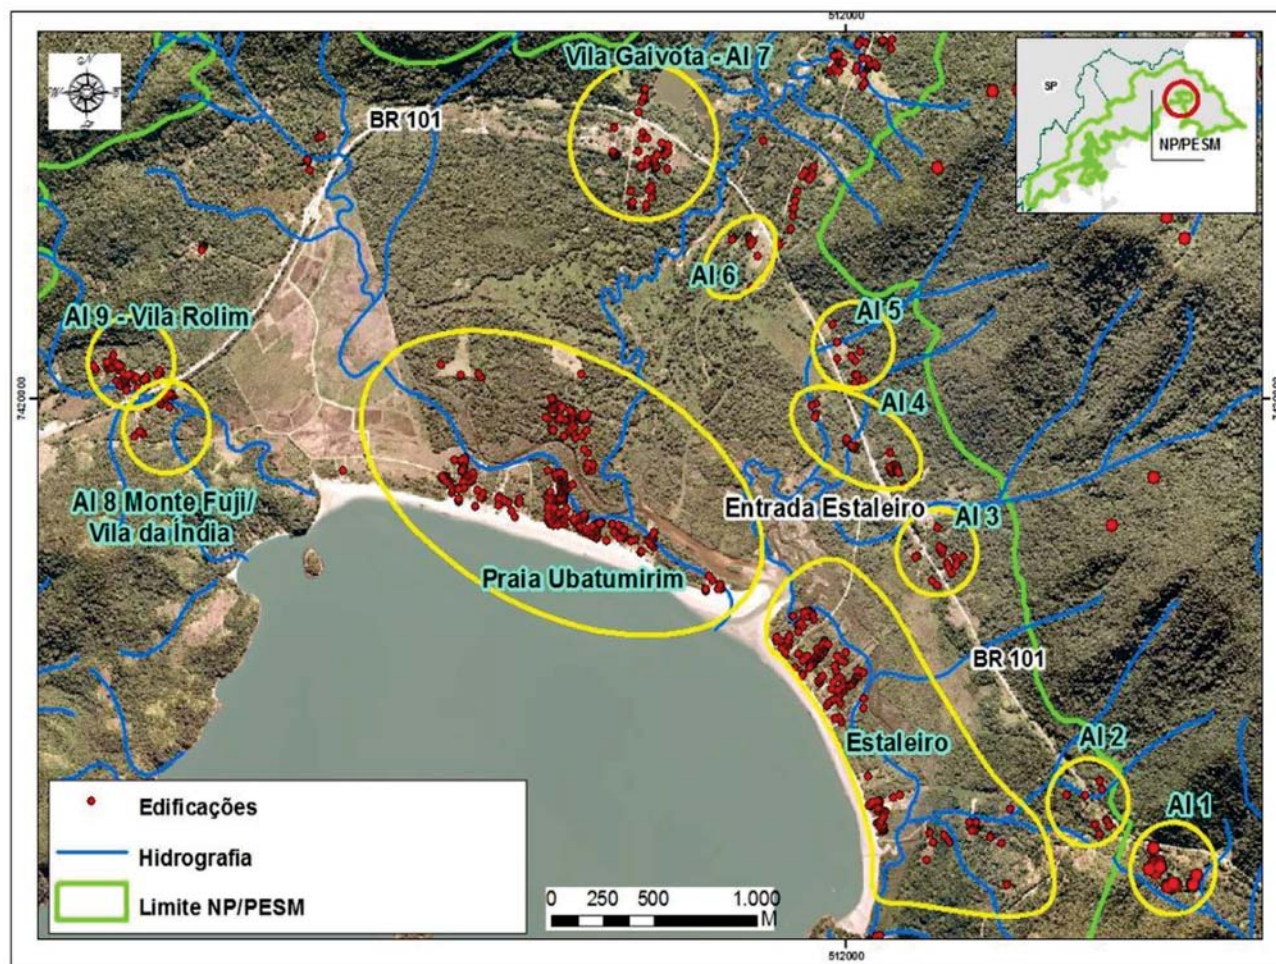 512000
N
W
Vila Gaivota - AI 7
BR 101
SP
NP/PESM
AI 6
AI 5
AI 9 - Vila Rolim
AI 4
AI 8 Monte Fuji/
Vila da Índia
Entrada Estaleiro
AI 3
Praia Ubatumirim
BR 101
Estaleiro
AI 2
AI 1
Edificações
Hidrografia
Limite NP/PESM
0 250 500 1.000
M
512000